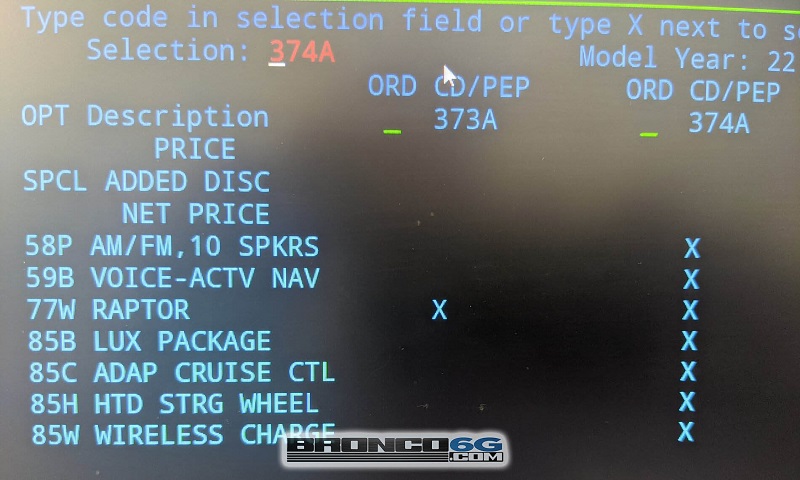 Type code in selection field or type X next to
Selection: 374A Model Year: 22
ORD CD/PEP ORD CD/PEP
OPT Description _ 373A _ 374A
PRICE
SPCL ADDED DISC
NET PRICE
58P AM/FM,10 SPKRS X
59B VOICE-ACTV NAV X
77W RAPTOR X X
85B LUX PACKAGE X
85C ADAP CRUISE CTL X
85H HTD STRG WHEEL X
85W WIRELESS CHARGE X
BRONCO6G
.COM